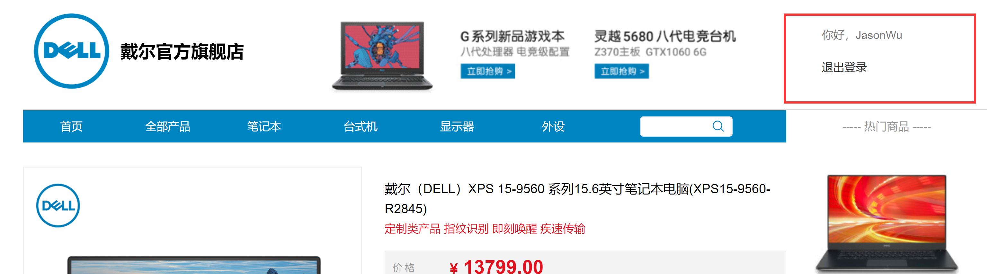 DELL
戴尔官方旗舰店
G系列新品游戏本
八代处理器 电竞级配置
立即抢购 >
灵越5680 八代电竞台机
Z370主板 GTX1060 6G
立即抢购 >
你好，JasonWu
退出登录
首页 全部产品 笔记本 台式机 显示器 外设
----- 热门商品 -----
DELL
戴尔（DELL）XPS 15-9560 系列15.6英寸笔记本电脑(XPS15-9560-
R2845)
定制类产品 指纹识别 即刻唤醒 疾速传输
价 格 ¥ 13799.00